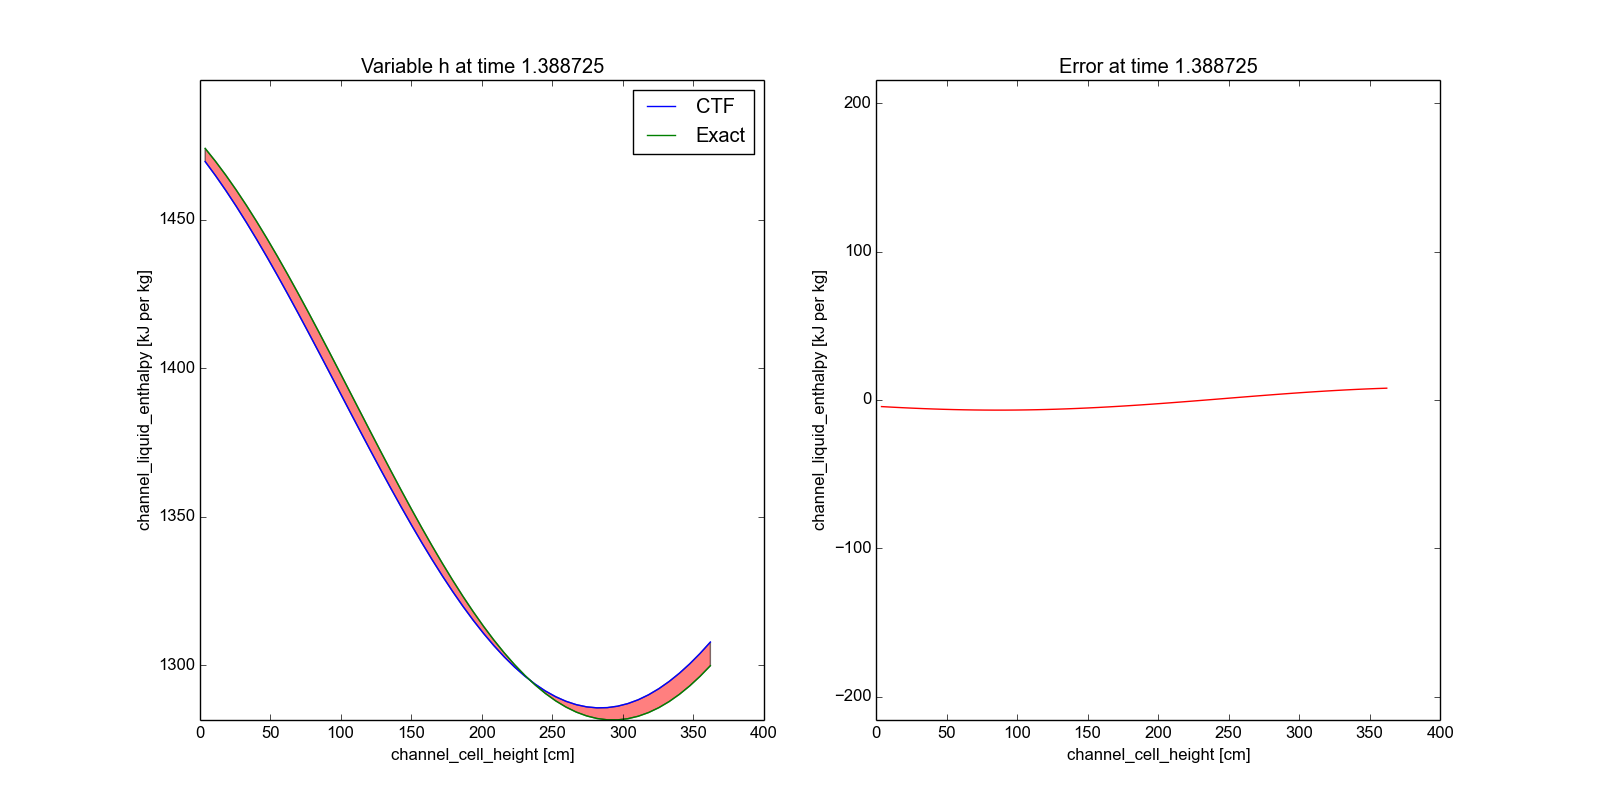 Variable h at time 1.388725
CTF
Exact
1450
1400
1350
1300
channel_liquid_enthalpy [kJ per kg]
0 50 100 150 200 250 300 350 400
channel_cell_height [cm]
Error at time 1.388725
200
100
0
−100
−200
channel_liquid_enthalpy [kJ per kg]
0 50 100 150 200 250 300 350 400
channel_cell_height [cm]